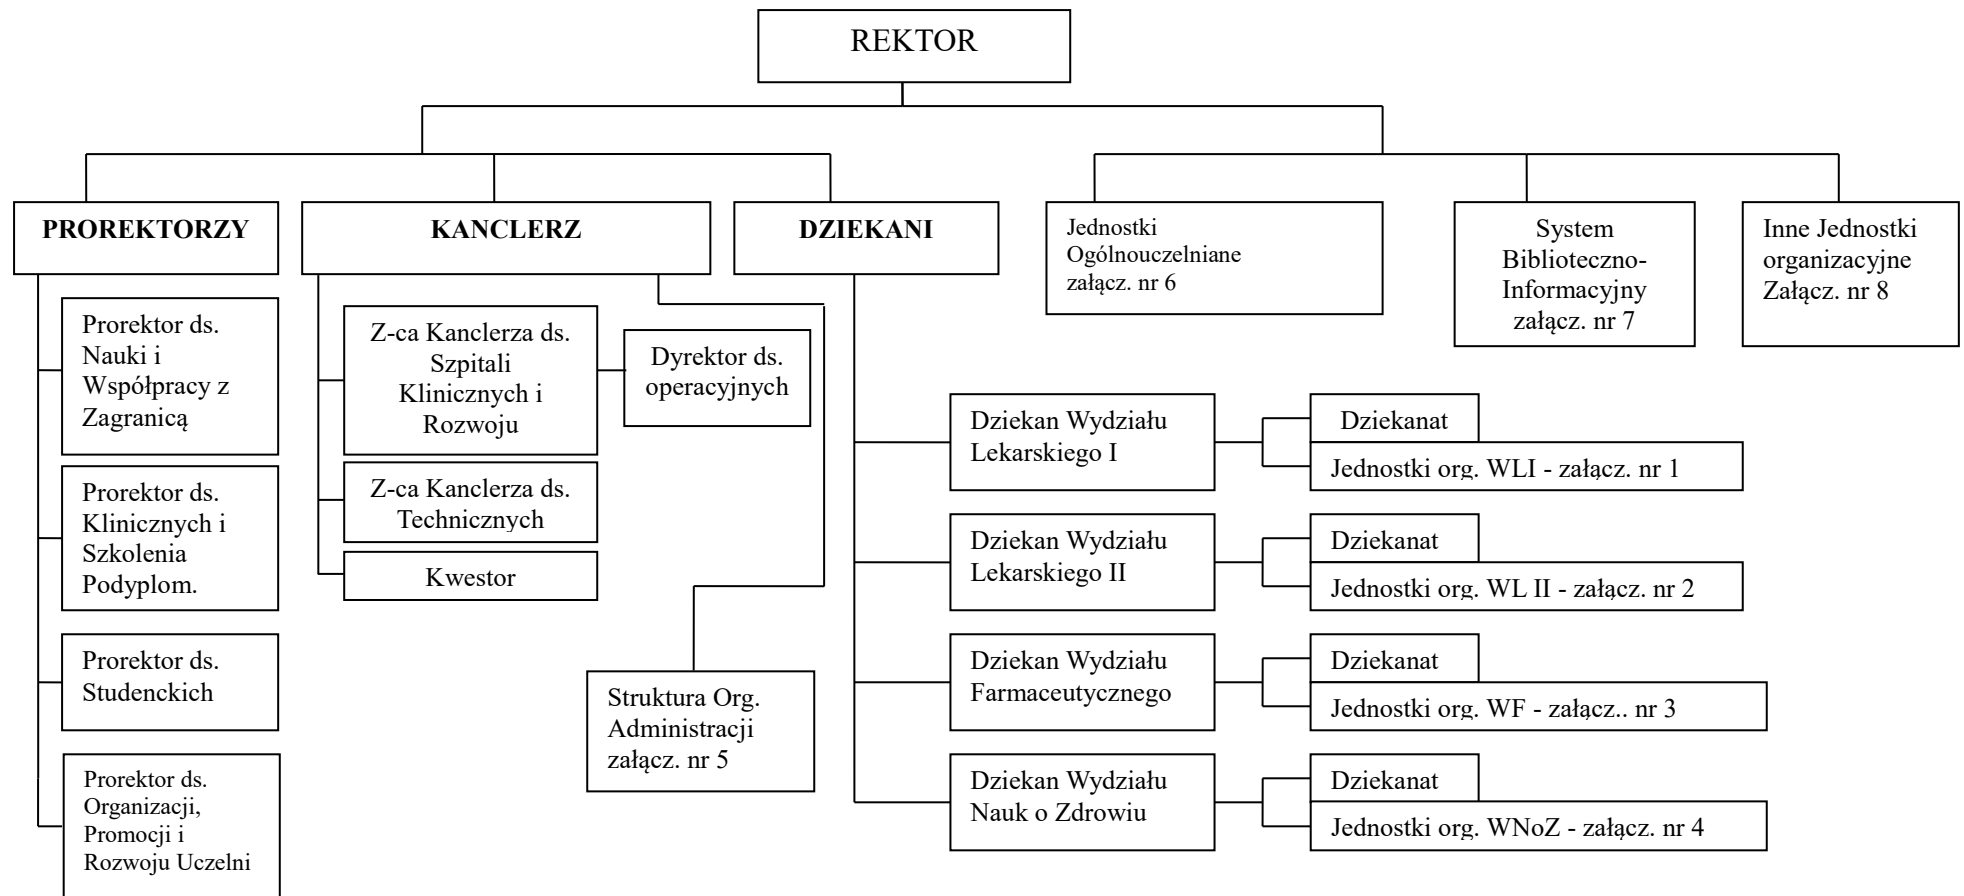 REKTOR
PROREKTORZY
KANCLERZ
DZIEKANI
Jednostki
Ogólnouczelniane
załącz. nr 6
System
Biblioteczno-
Informacyjny
załącz. nr 7
Inne Jednostki
organizacyjne
Załącz. nr 8
Prorektor ds.
Nauki i
Współpracy z
Zagranicą
Prorektor ds.
Klinicznych i
Szkolenia
Podyplom.
Prorektor ds.
Studenckich
Prorektor ds.
Organizacji,
Promocji i
Rozwoju Uczelni
Z-ca Kanclerza ds.
Szpitali
Klinicznych i
Rozwoju
Dyrektor ds.
operacyjnych
Z-ca Kanclerza ds.
Technicznych
Kwestor
Struktura Org.
Administracji
załącz. nr 5
Dziekan Wydziału
Lekarskiego I
Dziekanat
Jednostki org. WLI - załącz. nr 1
Dziekan Wydziału
Lekarskiego II
Dziekanat
Jednostki org. WL II - załącz. nr 2
Dziekan Wydziału
Farmaceutycznego
Dziekanat
Jednostki org. WF - załącz.. nr 3
Dziekan Wydziału
Nauk o Zdrowiu
Dziekanat
Jednostki org. WNoZ - załącz. nr 4